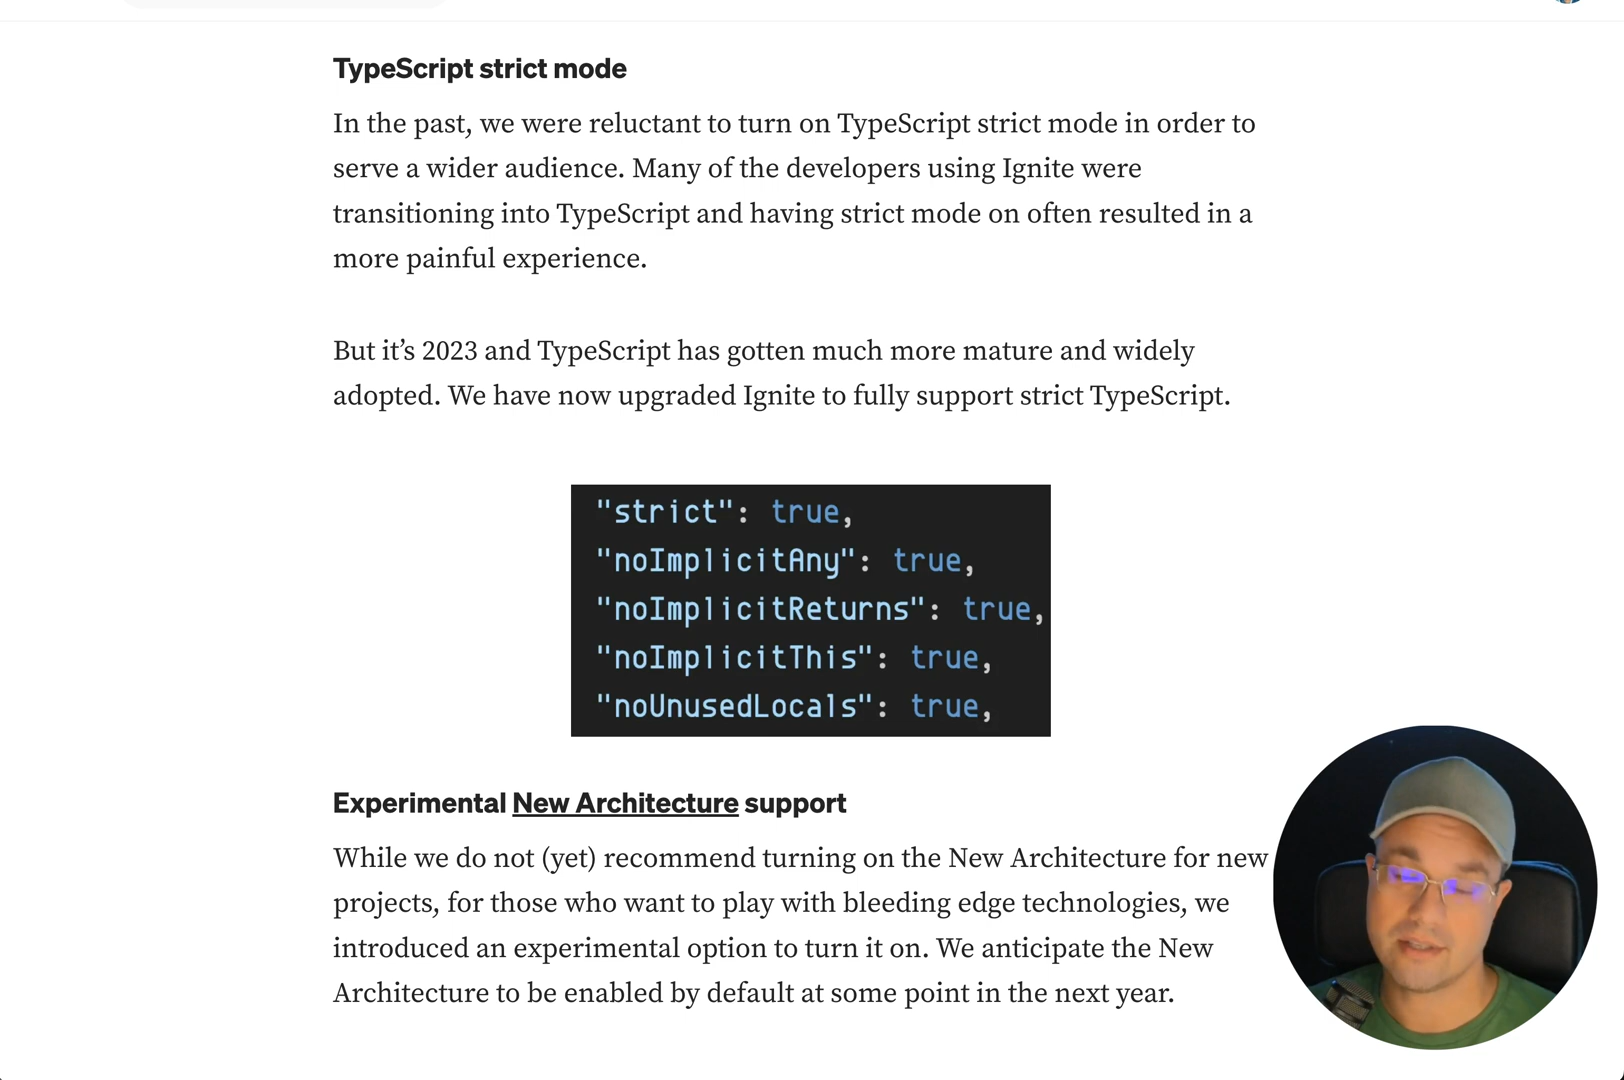 TypeScript strict mode
In the past, we were reluctant to turn on TypeScript strict mode in order to
serve a wider audience. Many of the developers using Ignite were
transitioning into TypeScript and having strict mode on often resulted in a
more painful experience.
But it’s 2023 and TypeScript has gotten much more mature and widely
adopted. We have now upgraded Ignite to fully support strict TypeScript.
"strict": true,
"noImplicitAny": true,
"noImplicitReturns": true,
"noImplicitThis": true,
"noUnusedLocals": true,
Experimental New Architecture support
While we do not (yet) recommend turning on the New Architecture for new
projects, for those who want to play with bleeding edge technologies, we
introduced an experimental option to turn it on. We anticipate the New
Architecture to be enabled by default at some point in the next year.